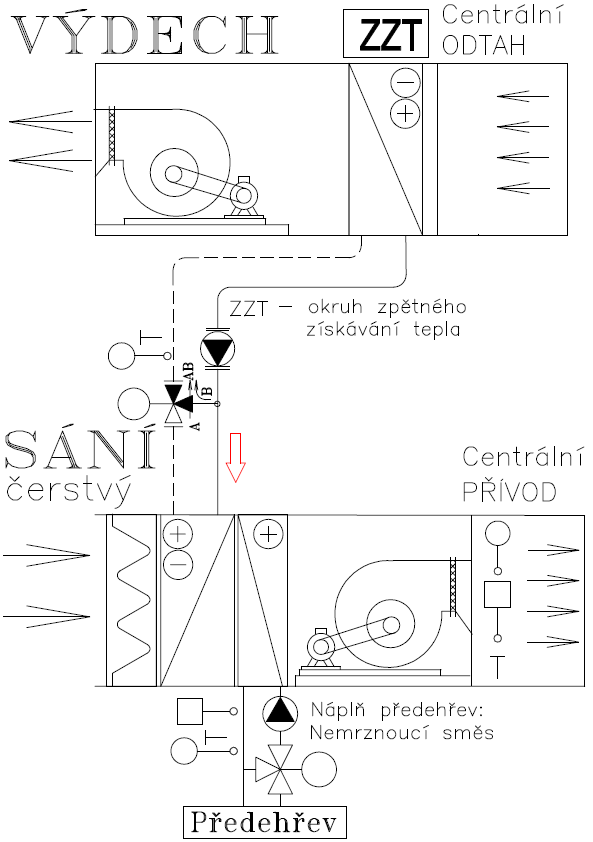 VÝDECH
ZZT
Centrální
ODTAH
ZZT – okruh zpětného
získávání tepla
T
AB
B
A
SÁNÍ
čerstvý
Centrální
PŘÍVOD
T
Náplň předehřev:
Nemrznoucí směs
T
Předehřev